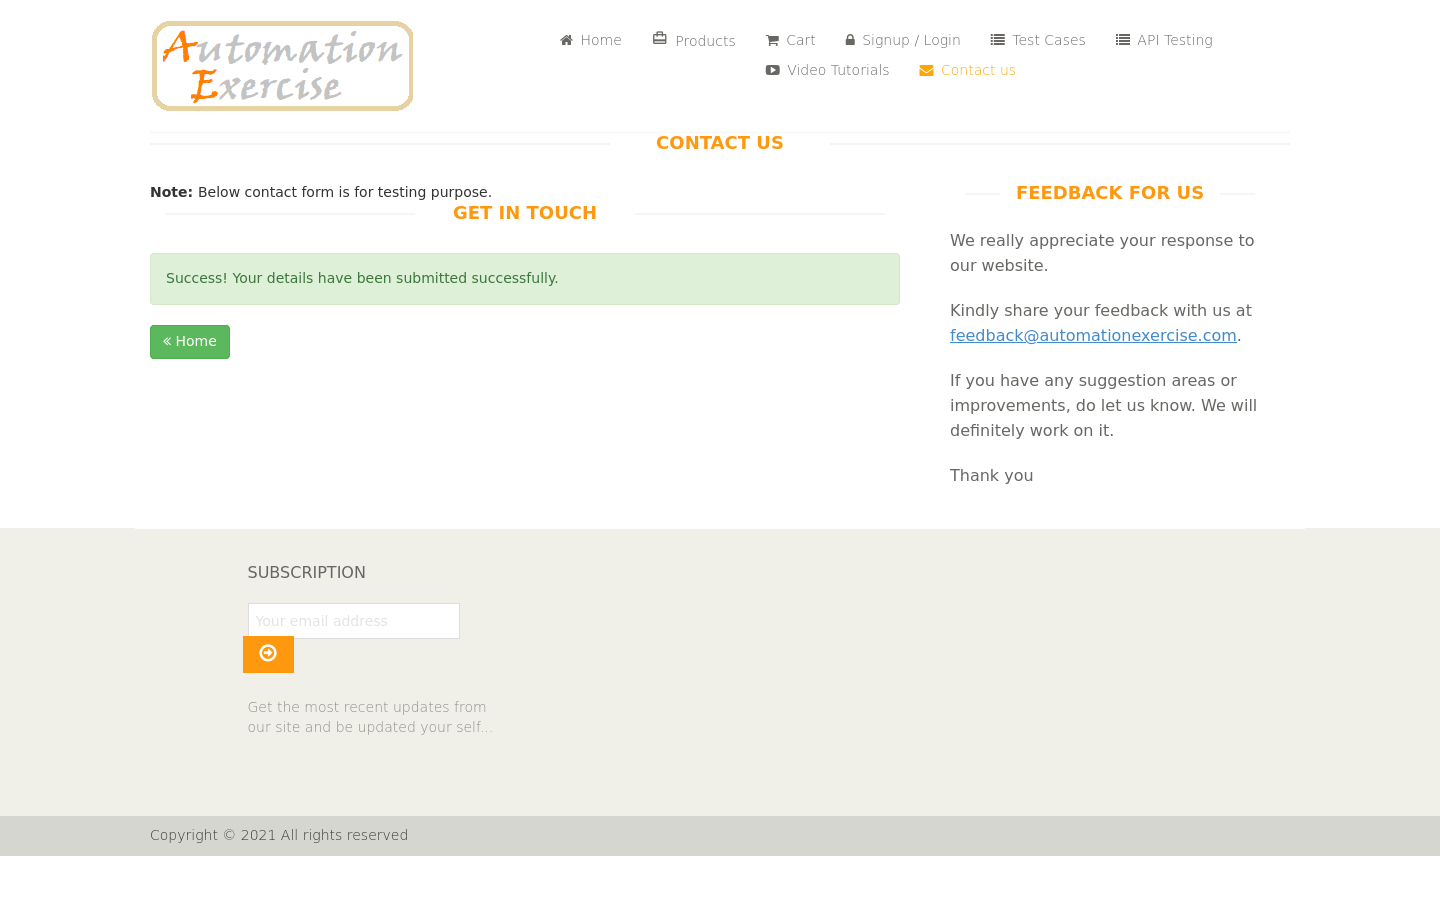 Automation
Exercise
Home
Products
Cart
Signup / Login
Test Cases
API Testing
Video Tutorials
Contact us
CONTACT US
Note: Below contact form is for testing purpose.
GET IN TOUCH
Success! Your details have been submitted successfully.
« Home
FEEDBACK FOR US
We really appreciate your response to
our website.
Kindly share your feedback with us at
feedback@automationexercise.com.
If you have any suggestion areas or
improvements, do let us know. We will
definitely work on it.
Thank you
SUBSCRIPTION
Your email address
Get the most recent updates from
our site and be updated your self...
Copyright © 2021 All rights reserved